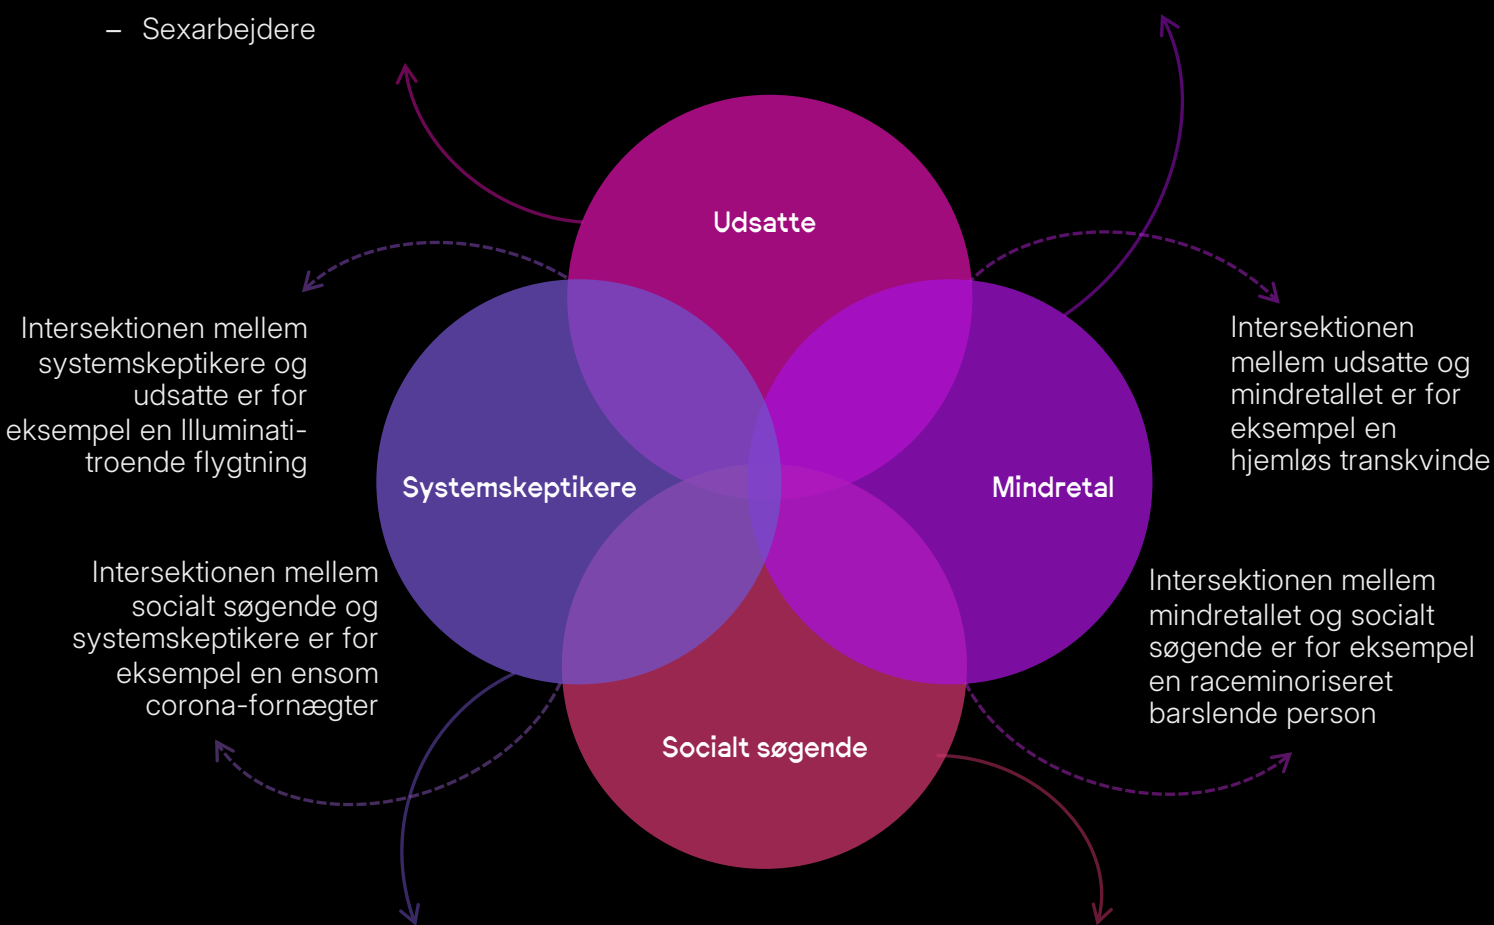 – Sexarbejdere
Udsatte
Intersektionen mellem
systemskeptikere og
udsatte er for
eksempel en Illuminati-
troende flygtning
Intersektionen
mellem udsatte og
mindretallet er for
eksempel en
hjemløs transkvinde
Systemskeptikere
Mindretal
Intersektionen mellem
socialt søgende og
systemskeptikere er for
eksempel en ensom
corona-fornægter
Intersektionen mellem
mindretallet og socialt
søgende er for eksempel
en raceminoriseret
barslende person
Socialt søgende